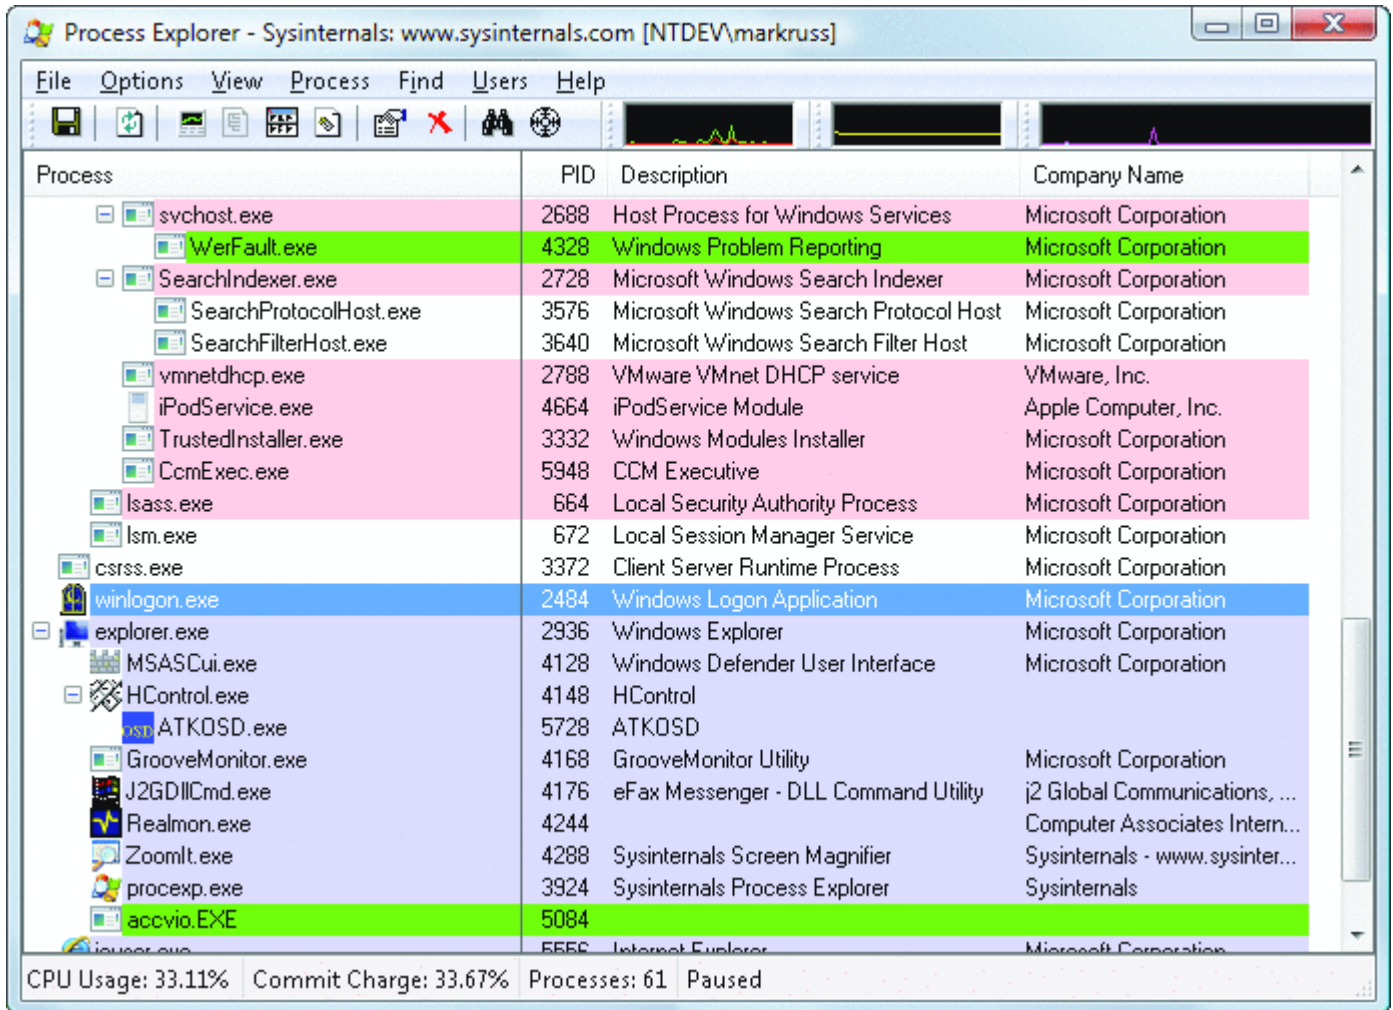 Process Explorer - Sysinternals: www.sysinternals.com [NTDEV\markruss]
File Options View Process Find Users Help
Process PID Description Company Name
svchost.exe 2688 Host Process for Windows Services Microsoft Corporation
WerFault.exe 4328 Windows Problem Reporting Microsoft Corporation
SearchIndexer.exe 2728 Microsoft Windows Search Indexer Microsoft Corporation
SearchProtocolHost.exe 3576 Microsoft Windows Search Protocol Host Microsoft Corporation
SearchFilterHost.exe 3640 Microsoft Windows Search Filter Host Microsoft Corporation
vmnetdhcp.exe 2788 VMware VMnet DHCP service VMware, Inc.
iPodService.exe 4664 iPodService Module Apple Computer, Inc.
TrustedInstaller.exe 3332 Windows Modules Installer Microsoft Corporation
CcmExec.exe 5948 CCM Executive Microsoft Corporation
lsass.exe 664 Local Security Authority Process Microsoft Corporation
lsm.exe 672 Local Session Manager Service Microsoft Corporation
csrss.exe 3372 Client Server Runtime Process Microsoft Corporation
winlogon.exe 2484 Windows Logon Application Microsoft Corporation
explorer.exe 2936 Windows Explorer Microsoft Corporation
MSASCui.exe 4128 Windows Defender User Interface Microsoft Corporation
HControl.exe 4148 HControl
OSD ATKOSD.exe 5728 ATKOSD
GrooveMonitor.exe 4168 GrooveMonitor Utility Microsoft Corporation
J2GDllCmd.exe 4176 eFax Messenger - DLL Command Utility j2 Global Communications, ...
Realmon.exe 4244 Computer Associates Intern...
ZoomIt.exe 4288 Sysinternals Screen Magnifier Sysinternals - www.sysinter...
procexp.exe 3924 Sysinternals Process Explorer Sysinternals
accvio.EXE 5084
ieuser.exe 5556 Internet Explorer Microsoft Corporation
CPU Usage: 33.11% Commit Charge: 33.67% Processes: 61 Paused